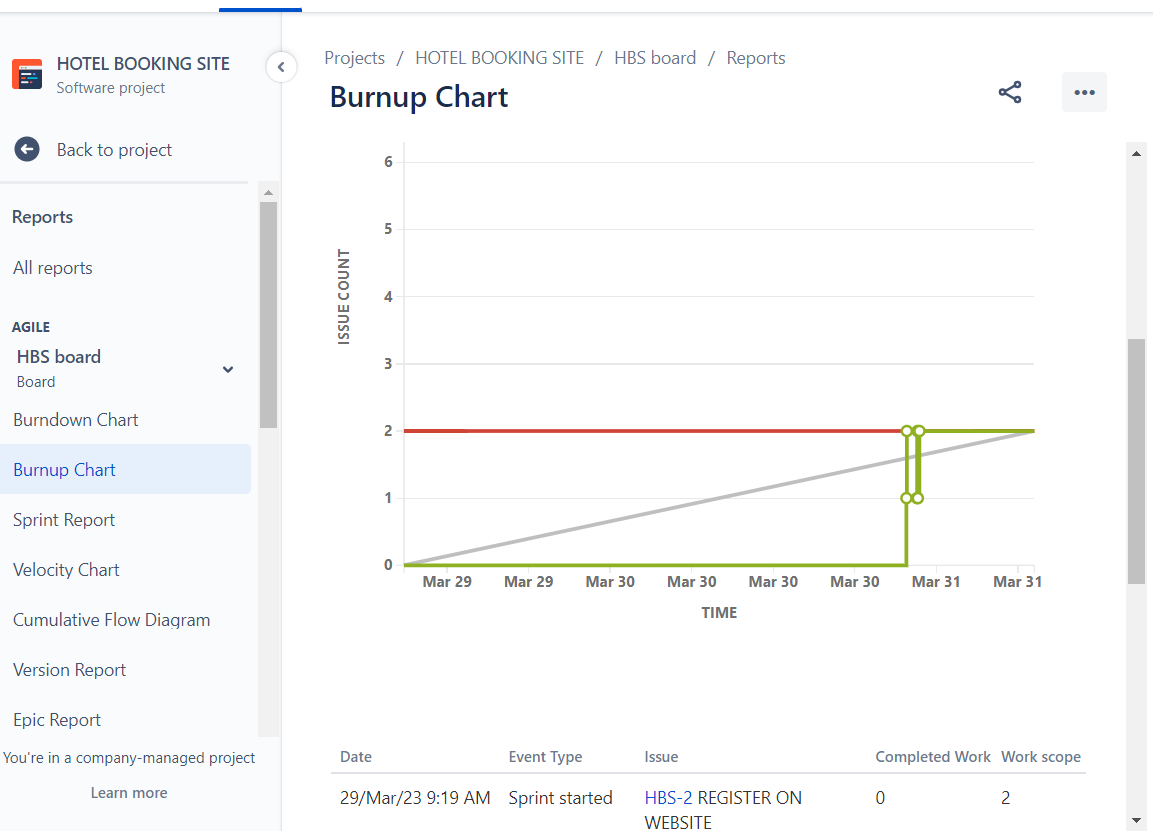 HOTEL BOOKING SITE
Software project
Back to project
Reports
All reports
AGILE
HBS board
Board
Burndown Chart
Burnup Chart
Sprint Report
Velocity Chart
Cumulative Flow Diagram
Version Report
Epic Report
You're in a company-managed project
Learn more
Projects / HOTEL BOOKING SITE / HBS board / Reports
Burnup Chart
ISSUE COUNT
6
5
4
3
2
1
0
Mar 29 Mar 29 Mar 30 Mar 30 Mar 30 Mar 30 Mar 31 Mar 31
TIME
Date Event Type Issue Completed Work Work scope
29/Mar/23 9:19 AM Sprint started HBS-2 REGISTER ON 0 2
WEBSITE